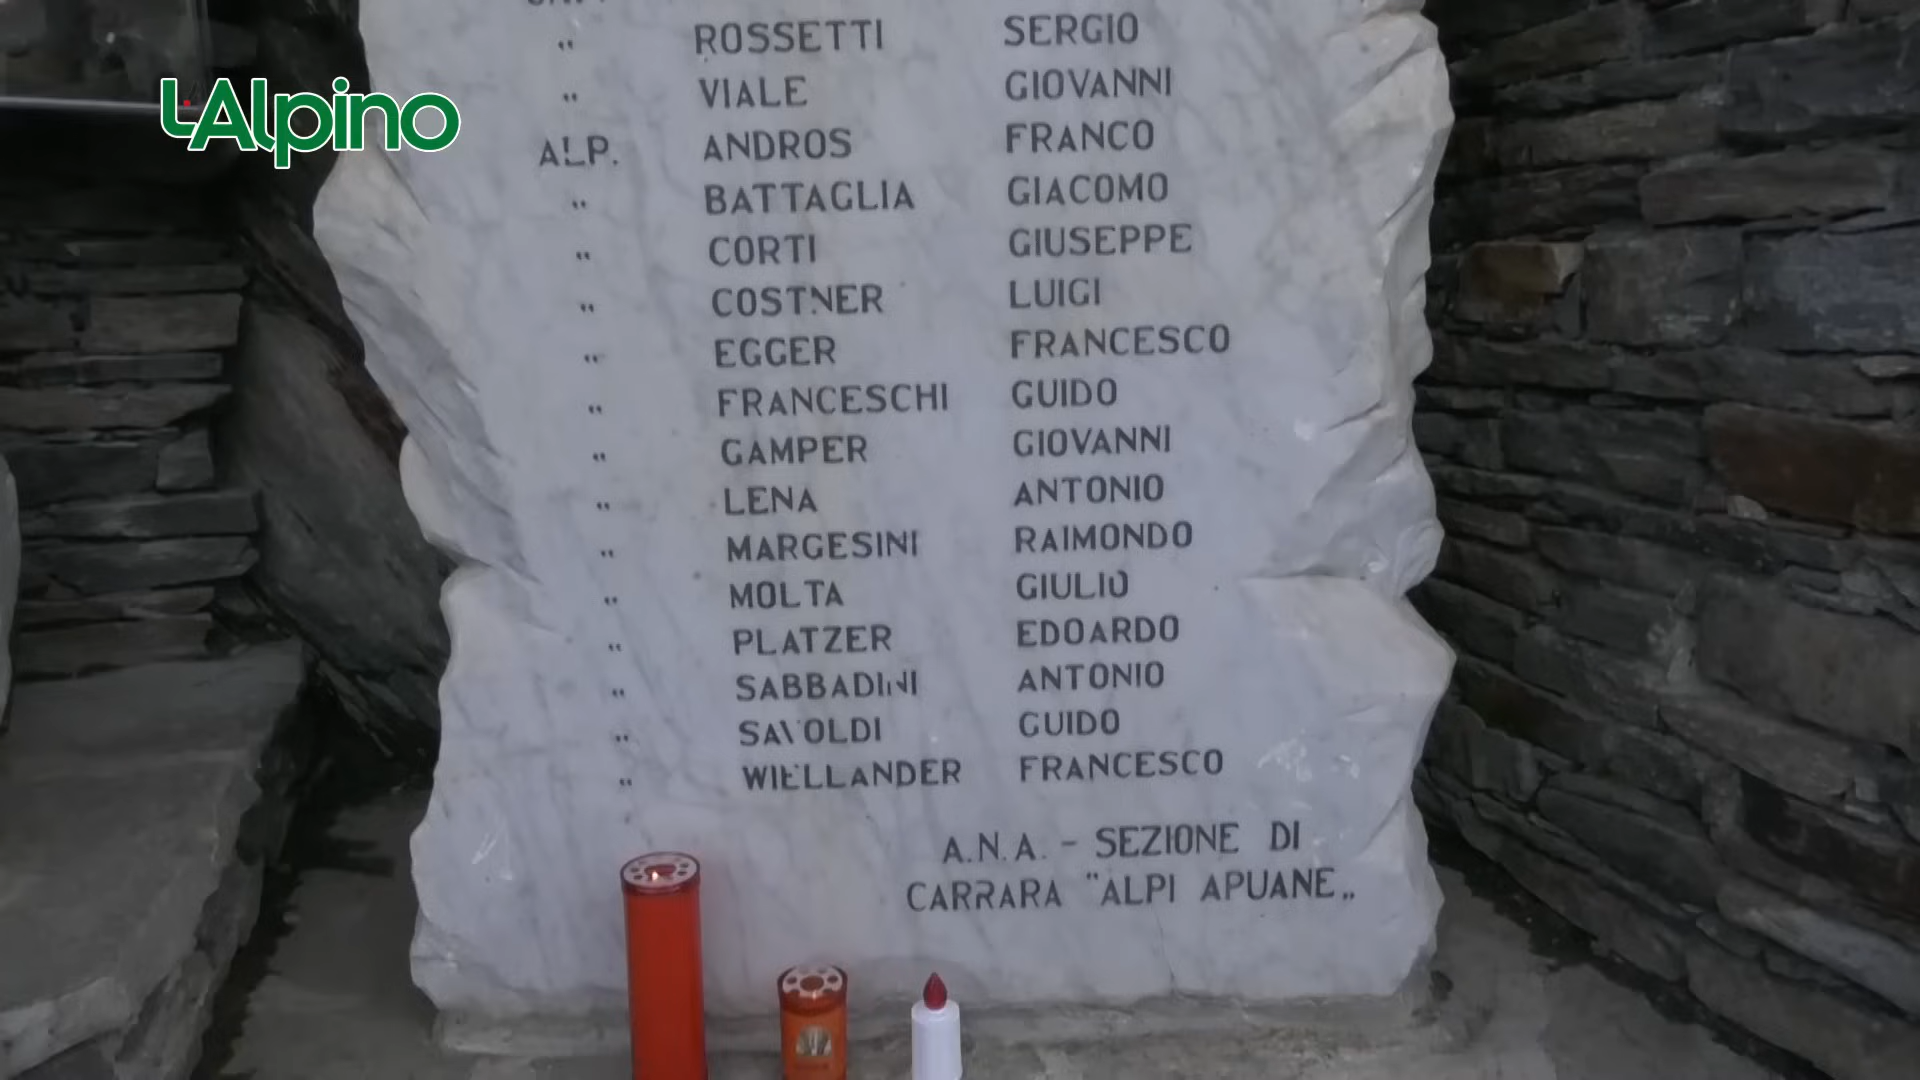 L'Alpino
" ROSSETTI SERGIO
" VIALE GIOVANNI
ALP. ANDROS FRANCO
" BATTAGLIA GIACOMO
" CORTI GIUSEPPE
" COSTNER LUIGI
" EGGER FRANCESCO
" FRANCESCHI GUIDO
" GAMPER GIOVANNI
" LENA ANTONIO
" MARGESINI RAIMONDO
" MOLTA GIULIO
" PLATZER EDOARDO
" SABBADINI ANTONIO
" SAVOLDI GUIDO
" WIELLANDER FRANCESCO
A.N.A. - SEZIONE DI
CARRARA "ALPI APUANE„